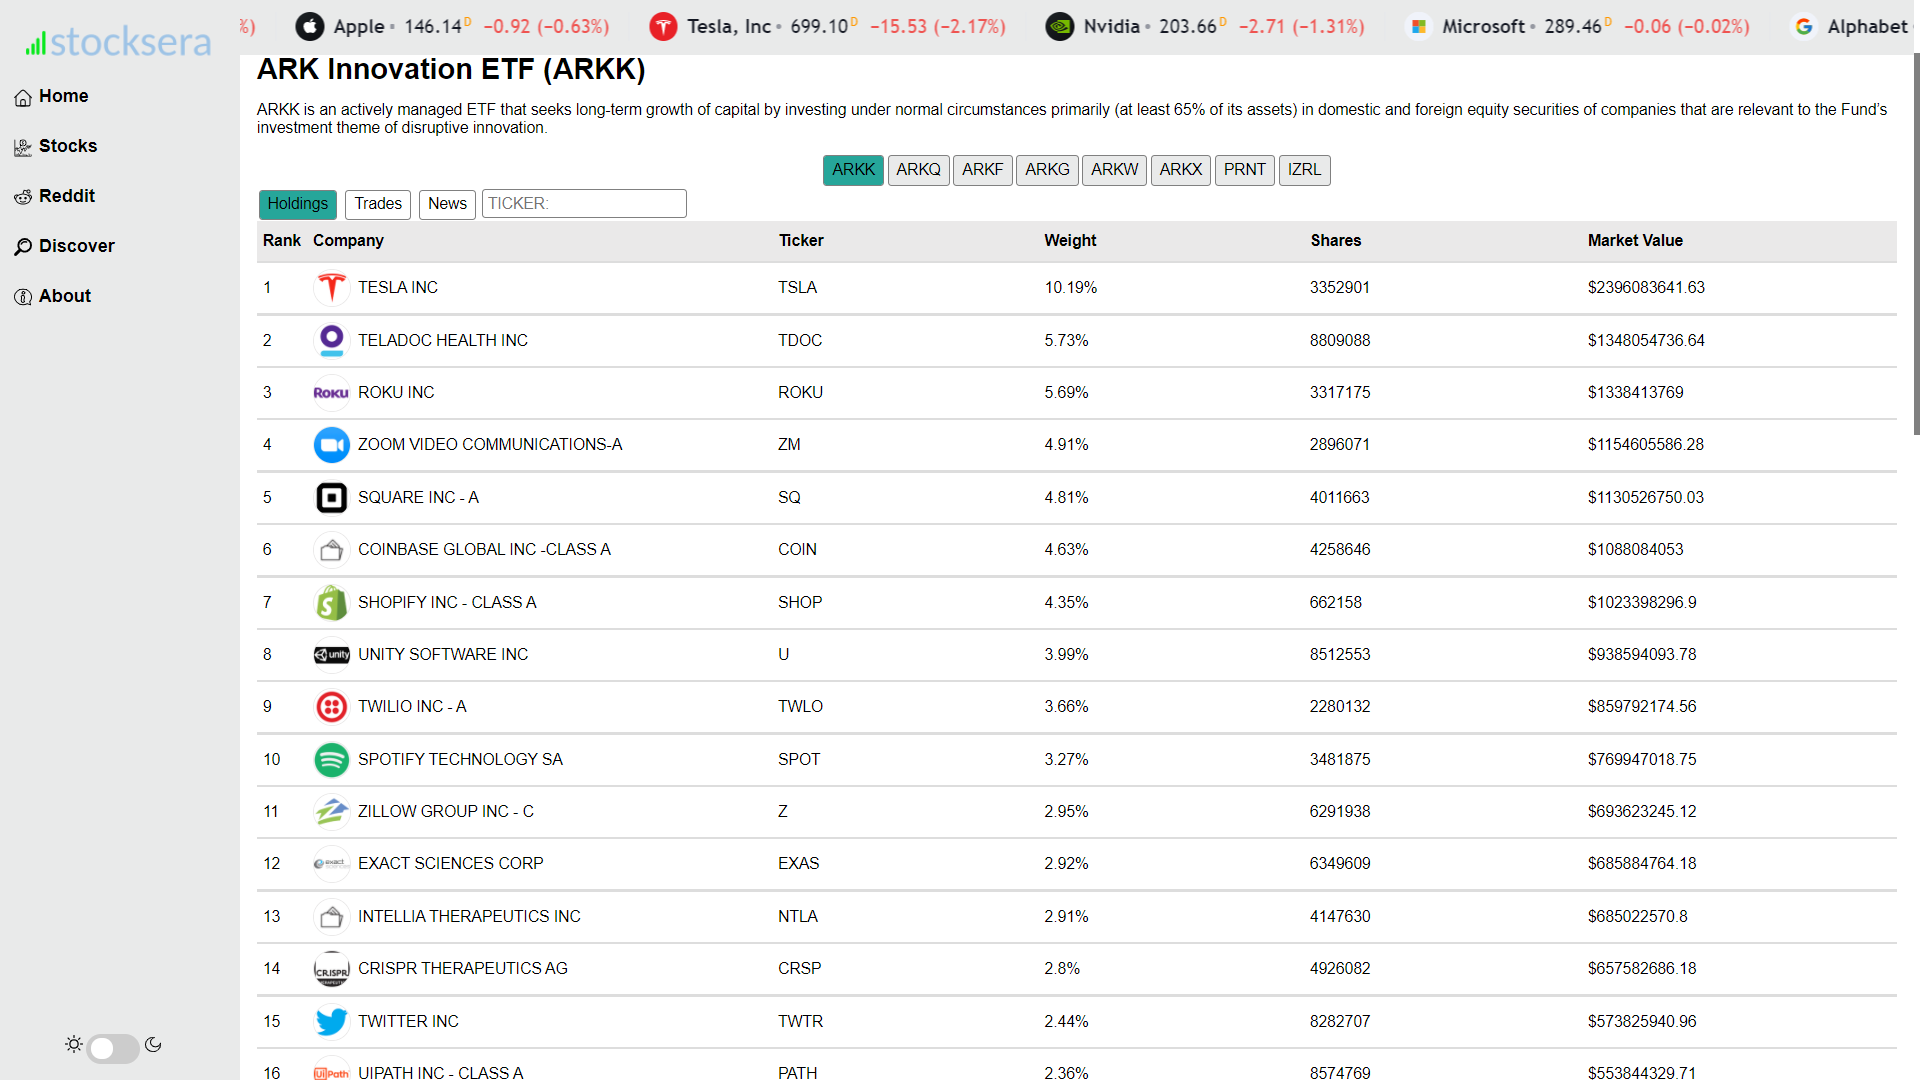 stocksera
%) Apple • 146.14 D −0.92 (−0.63%) Tesla, Inc • 699.10 D −15.53 (−2.17%) Nvidia • 203.66 D −2.71 (−1.31%) Microsoft • 289.46 D −0.06 (−0.02%) Alphabet
Home
Stocks
Reddit
Discover
About
ARK Innovation ETF (ARKK)
ARKK is an actively managed ETF that seeks long-term growth of capital by investing under normal circumstances primarily (at least 65% of its assets) in domestic and foreign equity securities of companies that are relevant to the Fund's
investment theme of disruptive innovation.
ARKK ARKQ ARKF ARKG ARKW ARKX PRNT IZRL
Holdings Trades News TICKER:
Rank Company Ticker Weight Shares Market Value
1 TESLA INC TSLA 10.19% 3352901 $2396083641.63
2 TELADOC HEALTH INC TDOC 5.73% 8809088 $1348054736.64
3 ROKU ROKU INC ROKU 5.69% 3317175 $1338413769
4 ZOOM VIDEO COMMUNICATIONS-A ZM 4.91% 2896071 $1154605586.28
5 SQUARE INC - A SQ 4.81% 4011663 $1130526750.03
6 COINBASE GLOBAL INC -CLASS A COIN 4.63% 4258646 $1088084053
7 SHOPIFY INC - CLASS A SHOP 4.35% 662158 $1023398296.9
8 unity UNITY SOFTWARE INC U 3.99% 8512553 $938594093.78
9 TWILIO INC - A TWLO 3.66% 2280132 $859792174.56
10 SPOTIFY TECHNOLOGY SA SPOT 3.27% 3481875 $769947018.75
11 ZILLOW GROUP INC - C Z 2.95% 6291938 $693623245.12
12 exact EXACT SCIENCES CORP EXAS 2.92% 6349609 $685884764.18
13 INTELLIA THERAPEUTICS INC NTLA 2.91% 4147630 $685022570.8
14 CRISPR CRISPR THERAPEUTICS AG CRSP 2.8% 4926082 $657582686.18
15 TWITTER INC TWTR 2.44% 8282707 $573825940.96
16 UiPath UIPATH INC - CLASS A PATH 2.36% 8574769 $553844329.71